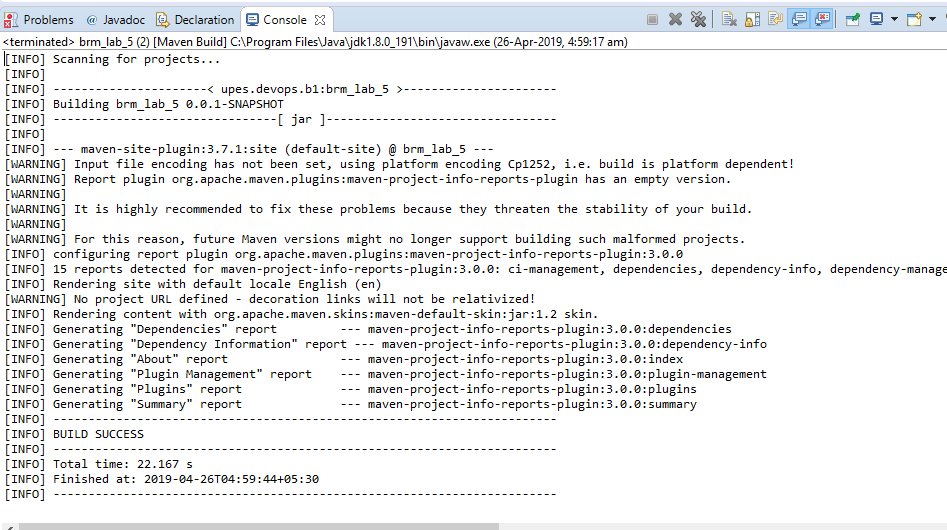 Problems @ Javadoc Declaration Console
<terminated> brm_lab_5 (2) [Maven Build] C:\Program Files\Java\jdk1.8.0_191\bin\javaw.exe (26-Apr-2019, 4:59:17 am)
[INFO] Scanning for projects...
[INFO]
[INFO] -----------------------< upes.devops.b1:brm_lab_5 >-----------------------
[INFO] Building brm_lab_5 0.0.1-SNAPSHOT
[INFO] --------------------------------[ jar ]---------------------------------
[INFO]
[INFO] --- maven-site-plugin:3.7.1:site (default-site) @ brm_lab_5 ---
[WARNING] Input file encoding has not been set, using platform encoding Cp1252, i.e. build is platform dependent!
[WARNING] Report plugin org.apache.maven.plugins:maven-project-info-reports-plugin has an empty version.
[WARNING]
[WARNING] It is highly recommended to fix these problems because they threaten the stability of your build.
[WARNING]
[WARNING] For this reason, future Maven versions might no longer support building such malformed projects.
[INFO] configuring report plugin org.apache.maven.plugins:maven-project-info-reports-plugin:3.0.0
[INFO] 15 reports detected for maven-project-info-reports-plugin:3.0.0: ci-management, dependencies, dependency-info, dependency-manage
[INFO] Rendering site with default locale English (en)
[WARNING] No project URL defined - decoration links will not be relativized!
[INFO] Rendering content with org.apache.maven.skins:maven-default-skin:jar:1.2 skin.
[INFO] Generating "Dependencies" report         --- maven-project-info-reports-plugin:3.0.0:dependencies
[INFO] Generating "Dependency Information" report --- maven-project-info-reports-plugin:3.0.0:dependency-info
[INFO] Generating "About" report                --- maven-project-info-reports-plugin:3.0.0:index
[INFO] Generating "Plugin Management" report    --- maven-project-info-reports-plugin:3.0.0:plugin-management
[INFO] Generating "Plugins" report              --- maven-project-info-reports-plugin:3.0.0:plugins
[INFO] Generating "Summary" report              --- maven-project-info-reports-plugin:3.0.0:summary
[INFO] ------------------------------------------------------------------------
[INFO] BUILD SUCCESS
[INFO] ------------------------------------------------------------------------
[INFO] Total time: 22.167 s
[INFO] Finished at: 2019-04-26T04:59:44+05:30
[INFO] ------------------------------------------------------------------------